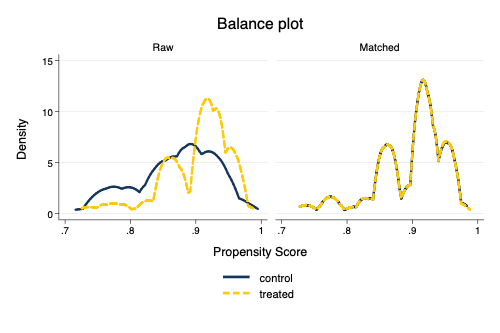 Balance plot
Raw
Matched
Density
15
10
5
0
.7
.8
.9
1
.7
.8
.9
1
Propensity Score
control
treated